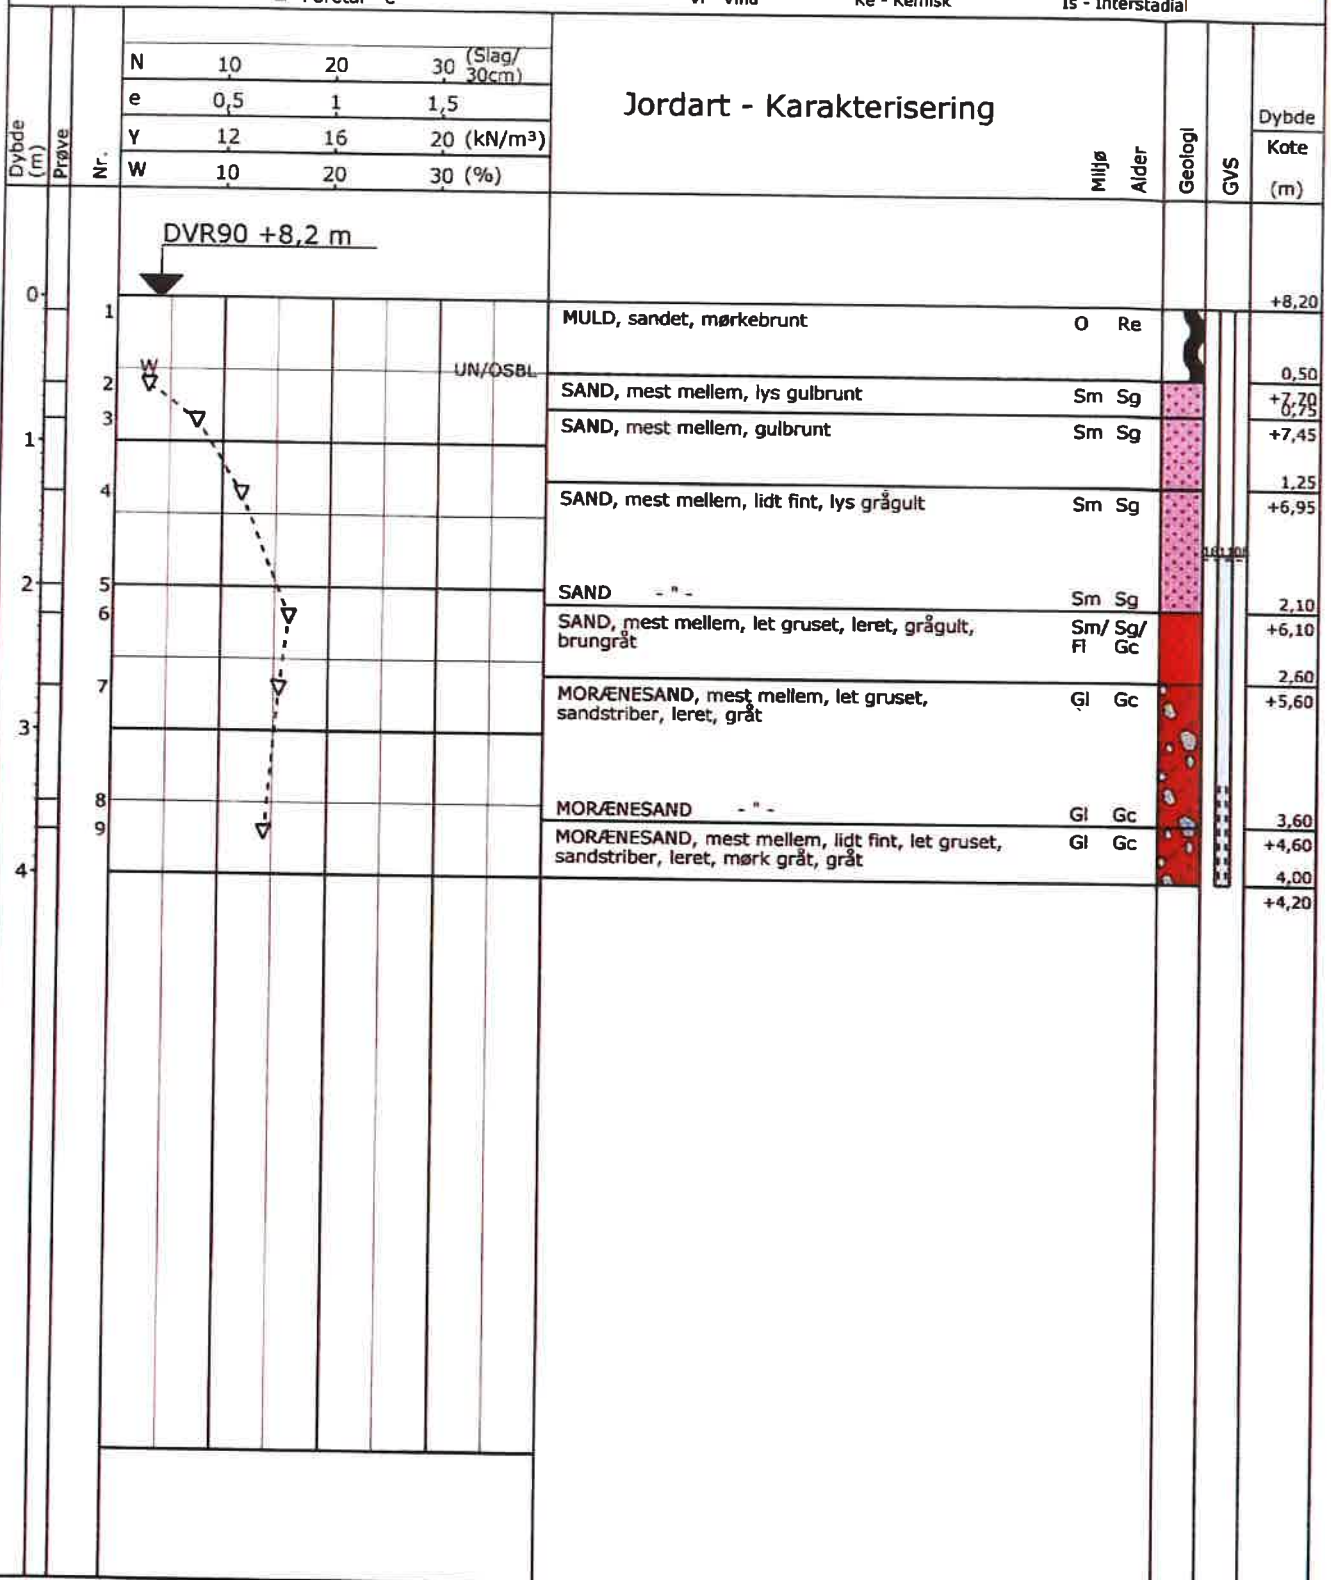 Vi - Vind Ke - Kemisk Is - Interstadial
N 10 20 30 (Slag/
30cm)
e 0,5 1 1,5
γ 12 16 20 (kN/m³)
W 10 20 30 (%)
Dybde
(m)
Prøve
Nr.
Jordart - Karakterisering
Miljø
Alder
Geologi
GVS
Dybde
Kote
(m)
DVR90 +8,2 m
0
+8,20
1 MULD, sandet, mørkebrunt O Re
W UN/OSBL 0,50
2 SAND, mest mellem, lys gulbrunt Sm Sg +7,70
0,75
3 SAND, mest mellem, gulbrunt Sm Sg +7,45
1
1,25
4 SAND, mest mellem, lidt fint, lys grågult Sm Sg +6,95
2 5 SAND - " - Sm Sg 2,10
6 SAND, mest mellem, let gruset, leret, grågult, Sm/ Sg/ +6,10
brungråt Fl Gc
2,60
7 MORÆNESAND, mest mellem, let gruset, Gl Gc +5,60
sandstriber, leret, gråt
3
8 MORÆNESAND - " - Gl Gc 3,60
9 MORÆNESAND, mest mellem, lidt fint, let gruset, Gl Gc +4,60
sandstriber, leret, mørk gråt, gråt
4 4,00
+4,20